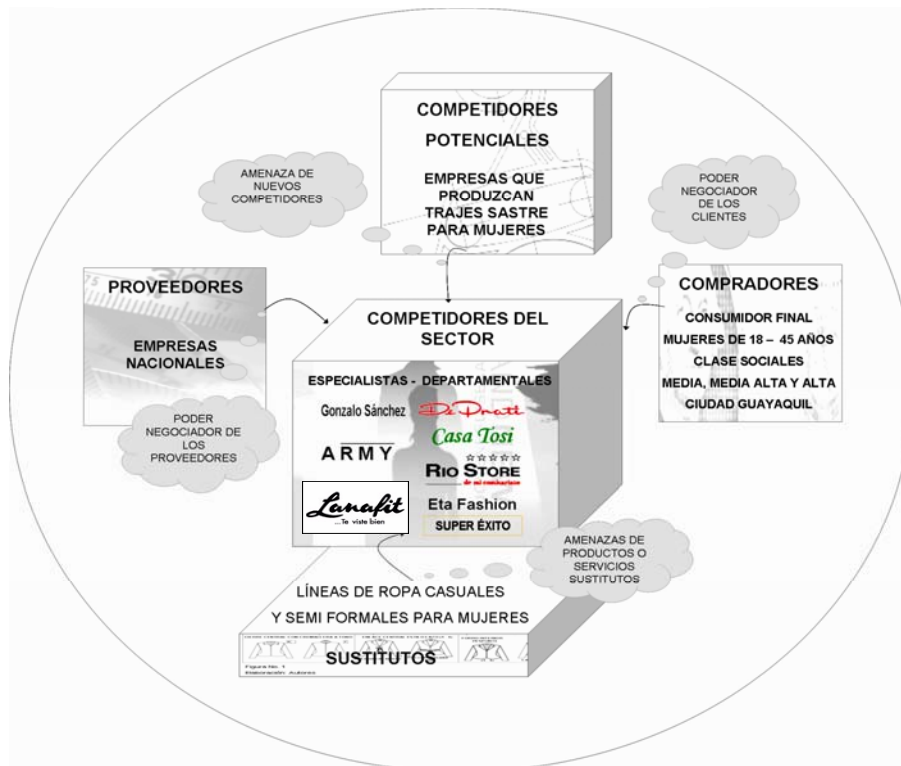 COMPETIDORES
POTENCIALES
EMPRESAS QUE
PRODUZCAN
TRAJES SASTRE
PARA MUJERES
AMENAZA DE
NUEVOS
COMPETIDORES
PODER
NEGOCIADOR
DE LOS
CLIENTES
PROVEEDORES
EMPRESAS
NACIONALES
PODER
NEGOCIADOR DE
LOS
PROVEEDORES
COMPRADORES
CONSUMIDOR FINAL
MUJERES DE 18 – 45 AÑOS
CLASE SOCIALES
MEDIA, MEDIA ALTA Y ALTA
CIUDAD GUAYAQUIL
COMPETIDORES DEL
SECTOR
ESPECIALISTAS - DEPARTAMENTALES
Gonzalo Sánchez
ARMY
Lanafit
...Te viste bien
De Prati
Casa Tosi
RIO STORE
de mi comisariato
Eta Fashion
SUPER ÉXITO
AMENAZAS DE
PRODUCTOS O
SERVICIOS
SUSTITUTOS
LÍNEAS DE ROPA CASUALES
Y SEMI FORMALES PARA MUJERES
SUSTITUTOS
Figura No. 1
Elaboración: Autores